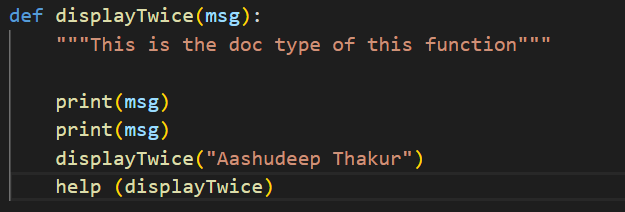 def displayTwice(msg):
    """This is the doc type of this function"""

    print(msg)
    print(msg)
    displayTwice("Aashudeep Thakur")
    help (displayTwice)